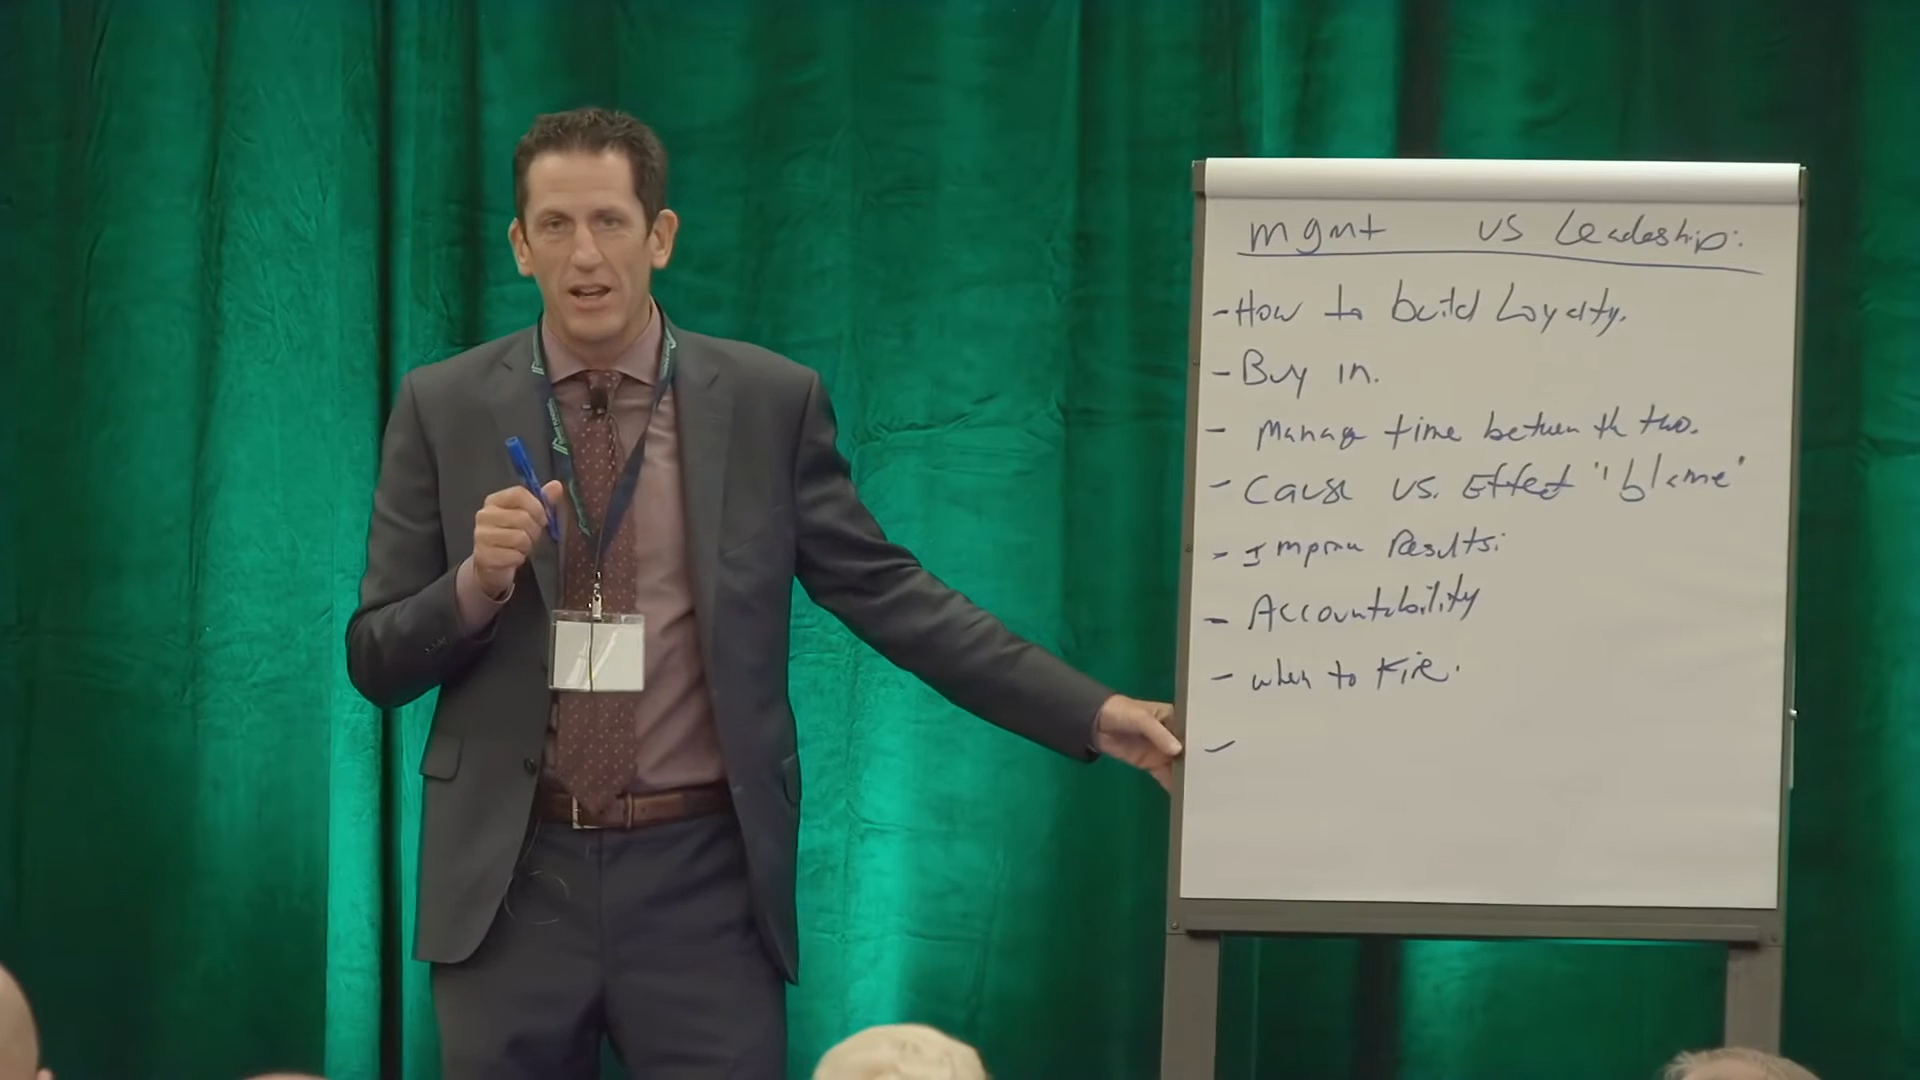 mgmt vs Leadership:
- How to build Loyalty.
- Buy in.
- Manage time between the two.
- Cause vs. Effect "blame"
- Improve Results:
- Accountability
- when to Fire.
-